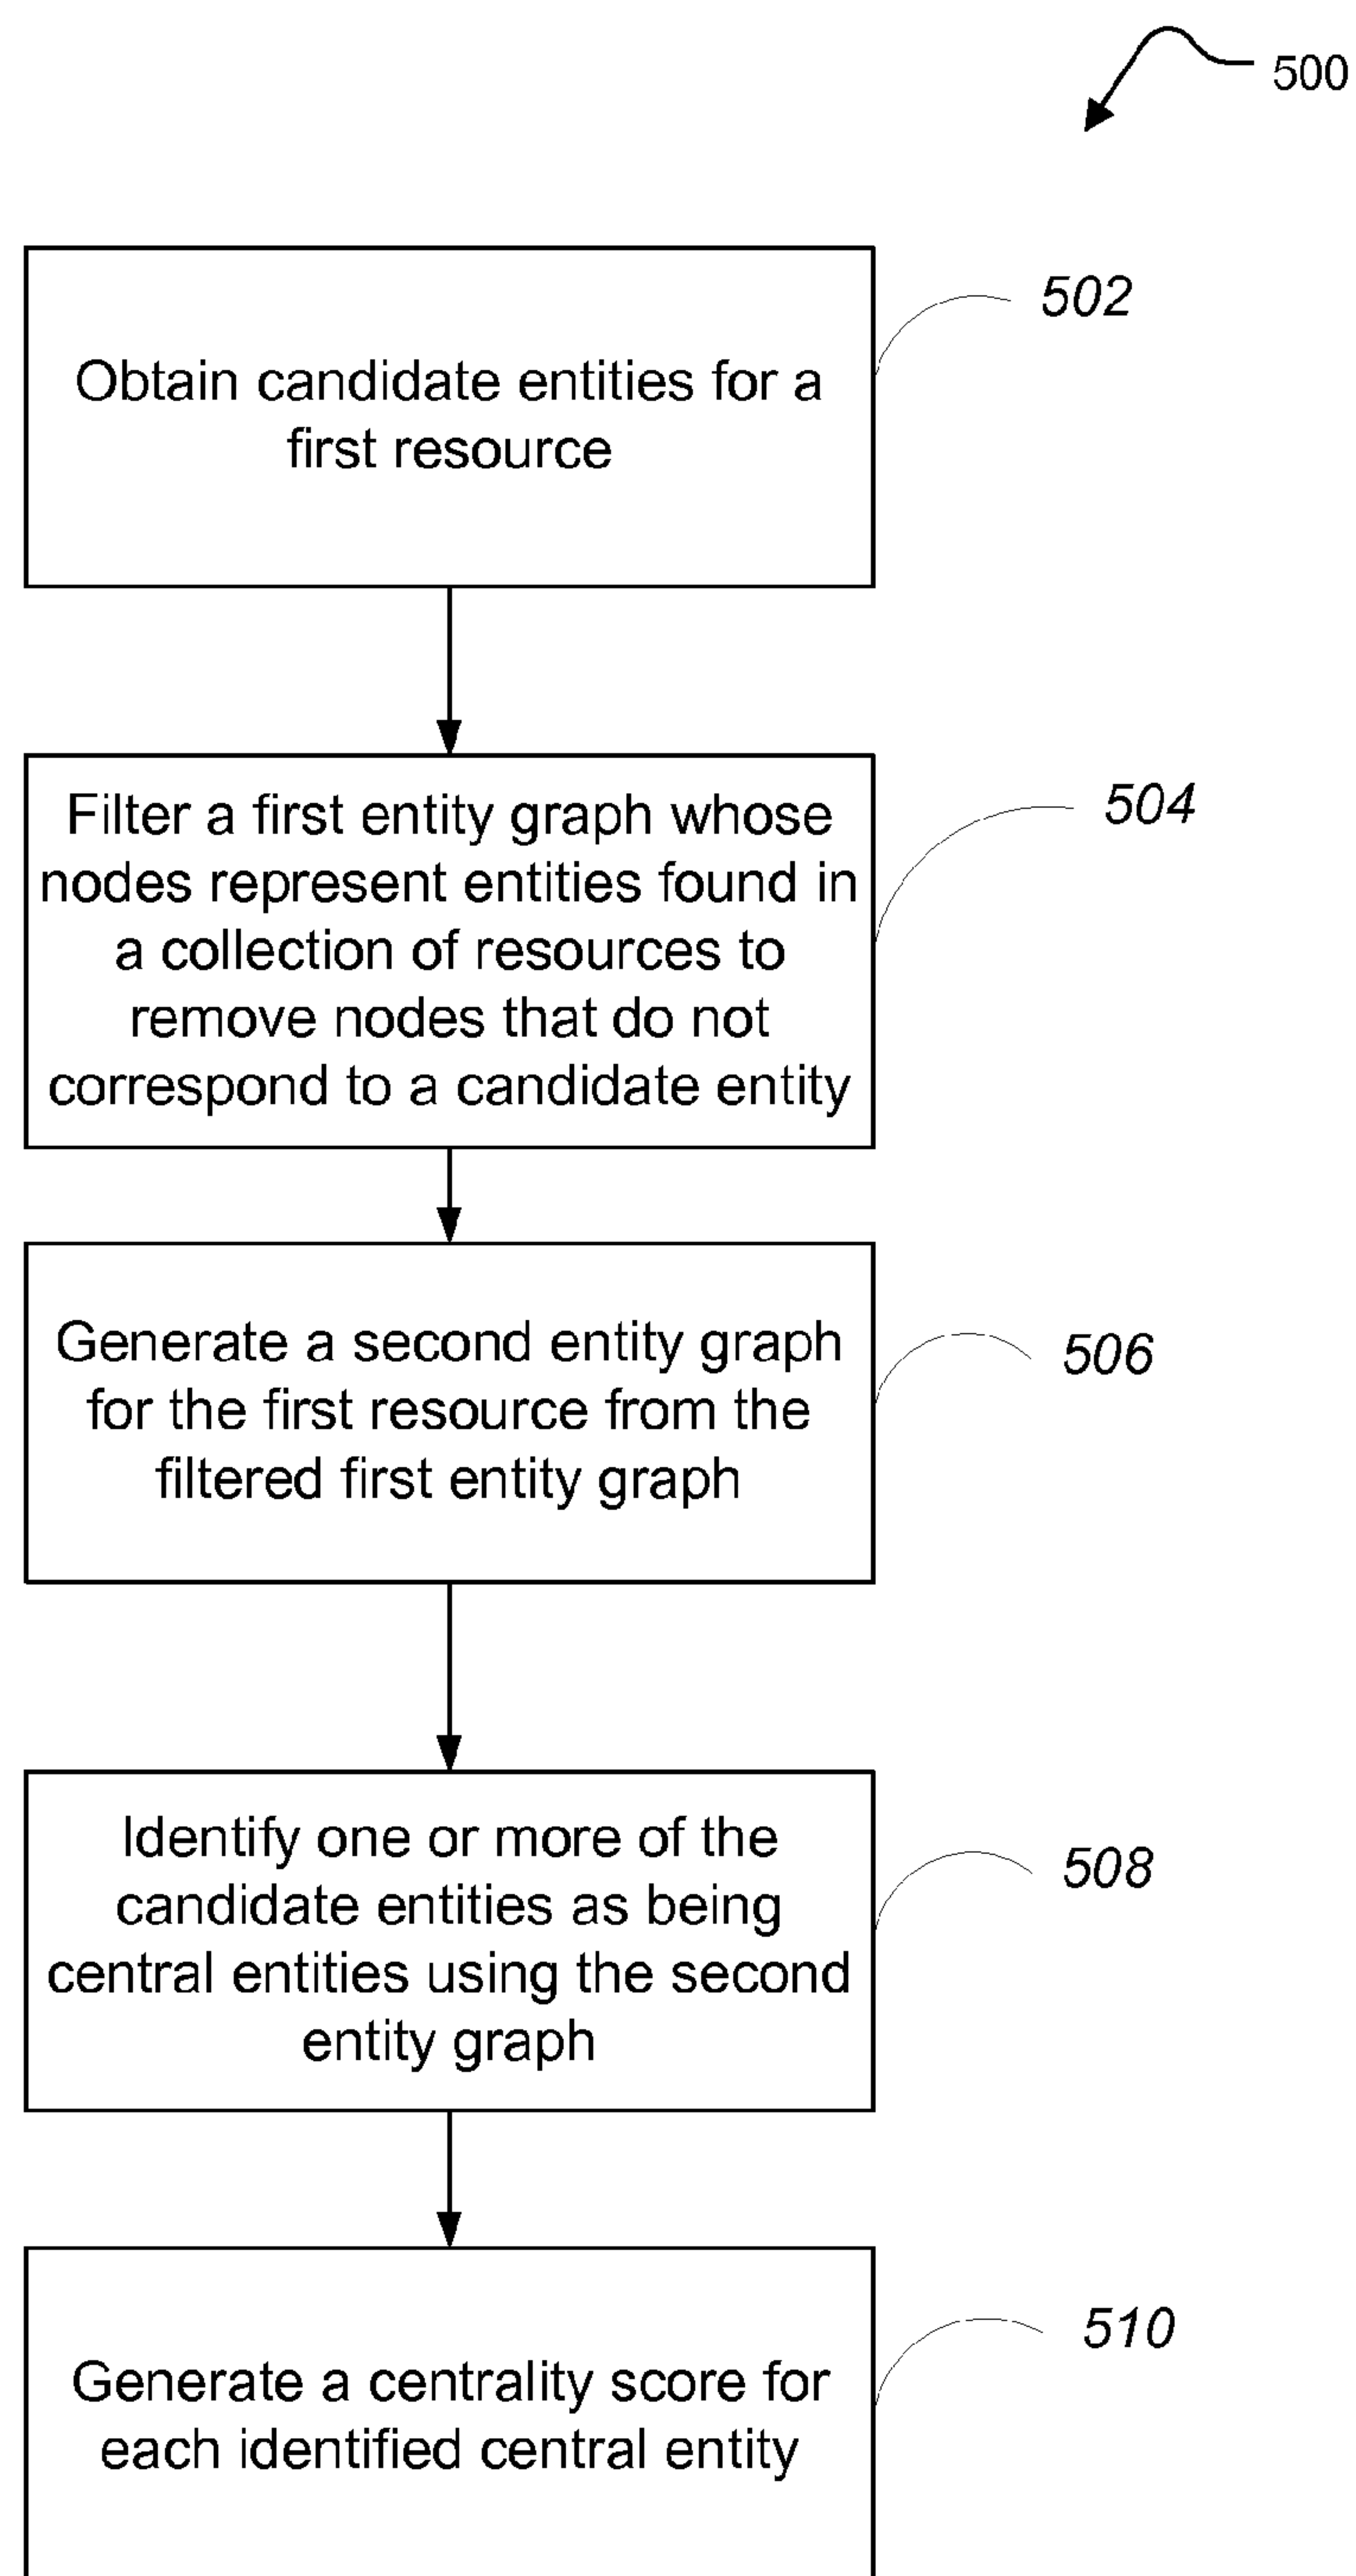 500
Obtain candidate entities for a
first resource
502
Filter a first entity graph whose
nodes represent entities found in
a collection of resources to
remove nodes that do not
correspond to a candidate entity
504
Generate a second entity graph
for the first resource from the
filtered first entity graph
506
Identify one or more of the
candidate entities as being
central entities using the second
entity graph
508
Generate a centrality score for
each identified central entity
510